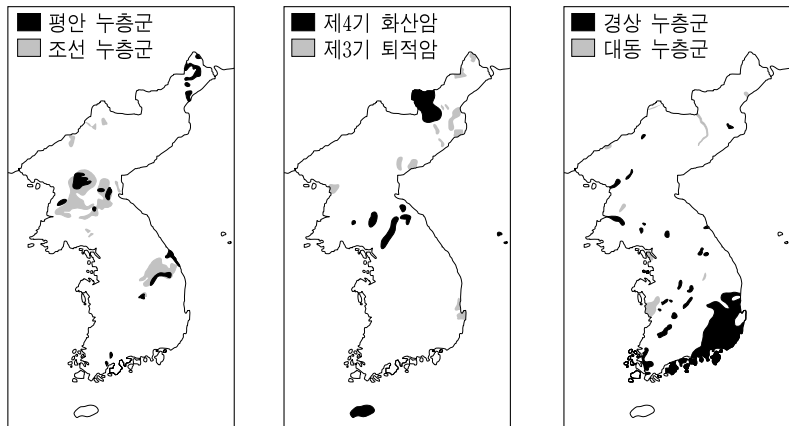 평안 누층군
조선 누층군
제4기 화산암
제3기 퇴적암
경상 누층군
대동 누층군